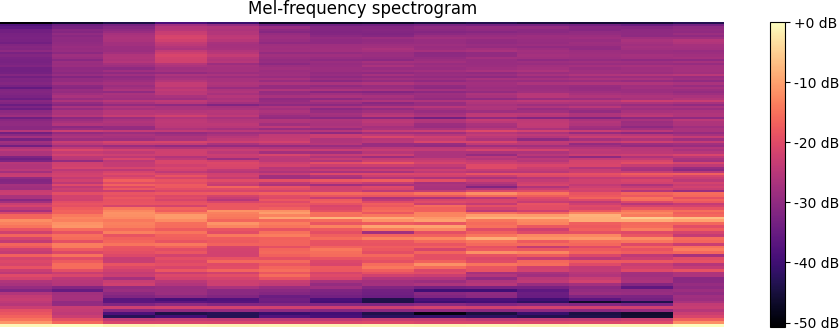 Mel-frequency spectrogram
+0 dB
-10 dB
-20 dB
-30 dB
-40 dB
-50 dB